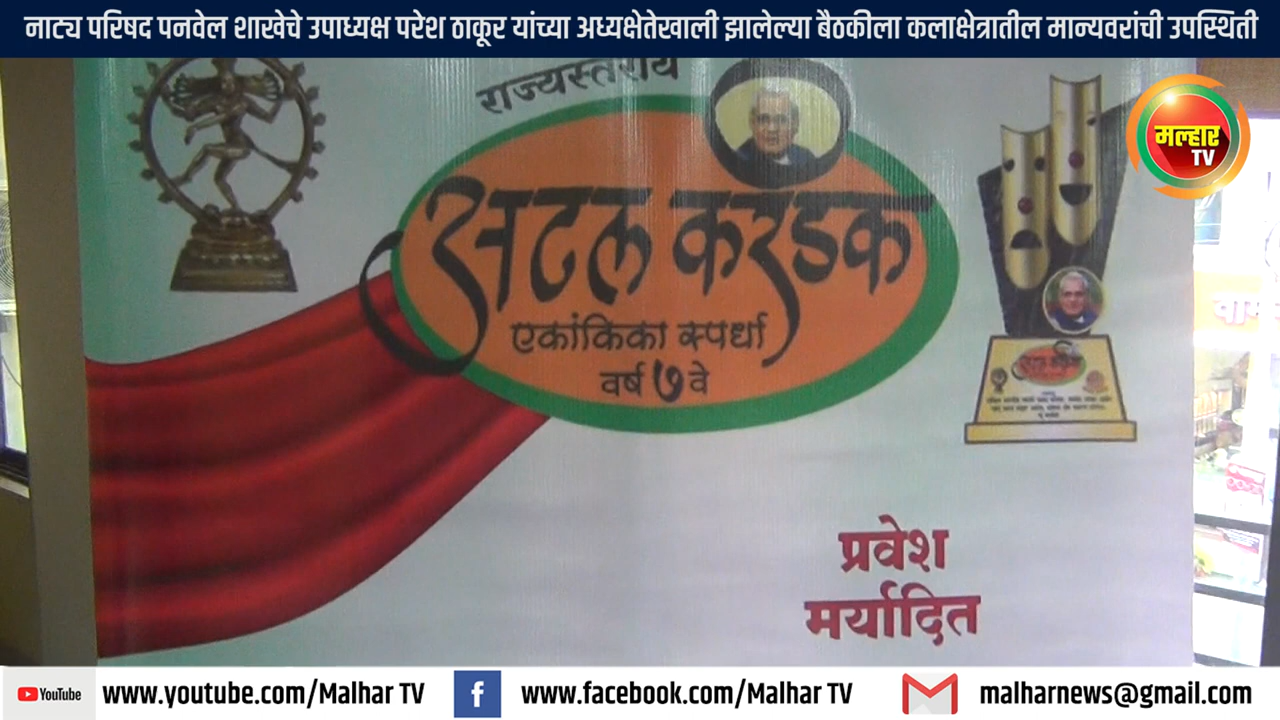 नाट्य परिषद पनवेल शाखेचे उपाध्यक्ष परेश ठाकूर यांच्या अध्यक्षेतेखाली झालेल्या बैठकीला कलाक्षेत्रातील मान्यवरांची उपस्थिती
राज्यस्तरीय
मल्हार
TV
अटल करंडक
एकांकिका स्पर्धा
वर्ष ७ वे
प्रवेश
मर्यादित
YouTube www.youtube.com/Malhar TV f www.facebook.com/Malhar TV malharnews@gmail.com